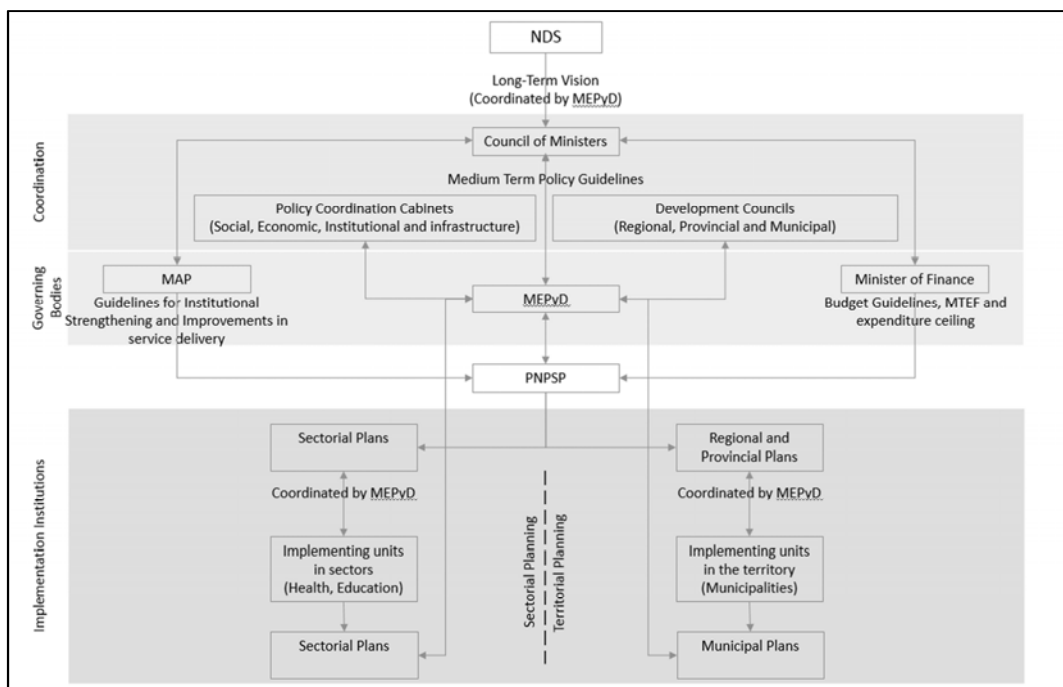 NDS
Long-Term Vision
(Coordinated by MEPyD)
Coordination
Council of Ministers
Medium Term Policy Guidelines
Policy Coordination Cabinets
(Social, Economic, Institutional and infrastructure)
Development Councils
(Regional, Provincial and Municipal)
Governing
Bodies
MAP
Guidelines for Institutional
Strengthening and Improvements in
service delivery
MEPyD
Minister of Finance
Budget Guidelines, MTEF and
expenditure ceiling
PNPSP
Implementation Institutions
Sectorial Plans
Coordinated by MEPyD
Implementing units
in sectors
(Health, Education)
Sectorial Plans
Sectorial Planning
Territorial Planning
Regional and
Provincial Plans
Coordinated by MEPyD
Implementing units
in the territory
(Municipalities)
Municipal Plans